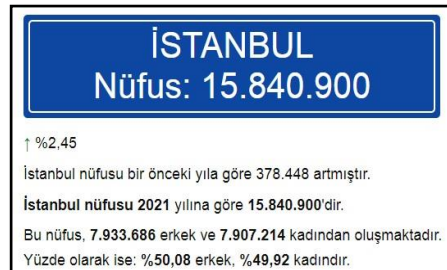 İSTANBUL
Nüfus: 15.840.900
↑ %2,45
İstanbul nüfusu bir önceki yıla göre 378.448 artmıştır.
İstanbul nüfusu 2021 yılına göre 15.840.900'dir.
Bu nüfus, 7.933.686 erkek ve 7.907.214 kadından oluşmaktadır.
Yüzde olarak ise: %50,08 erkek, %49,92 kadındır.